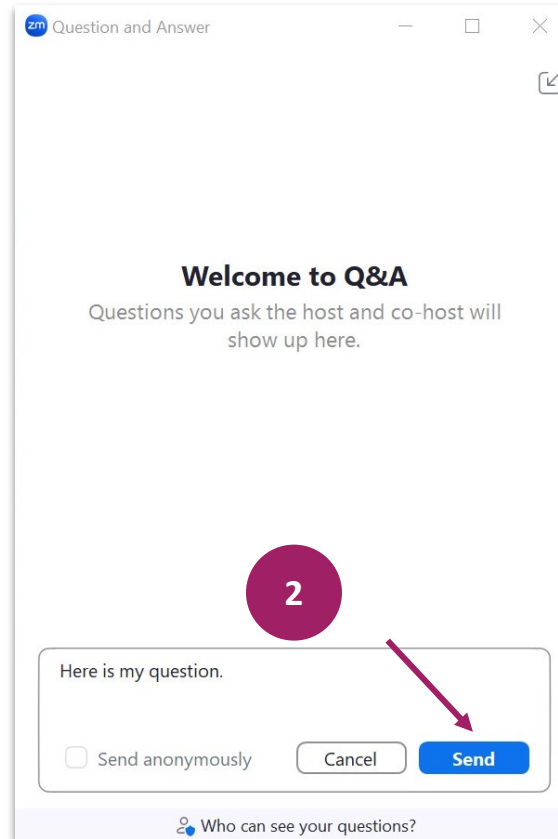 zm Question and Answer
Welcome to Q&A
Questions you ask the host and co-host will
show up here.
2
Here is my question.
Send anonymously Cancel Send
Who can see your questions?